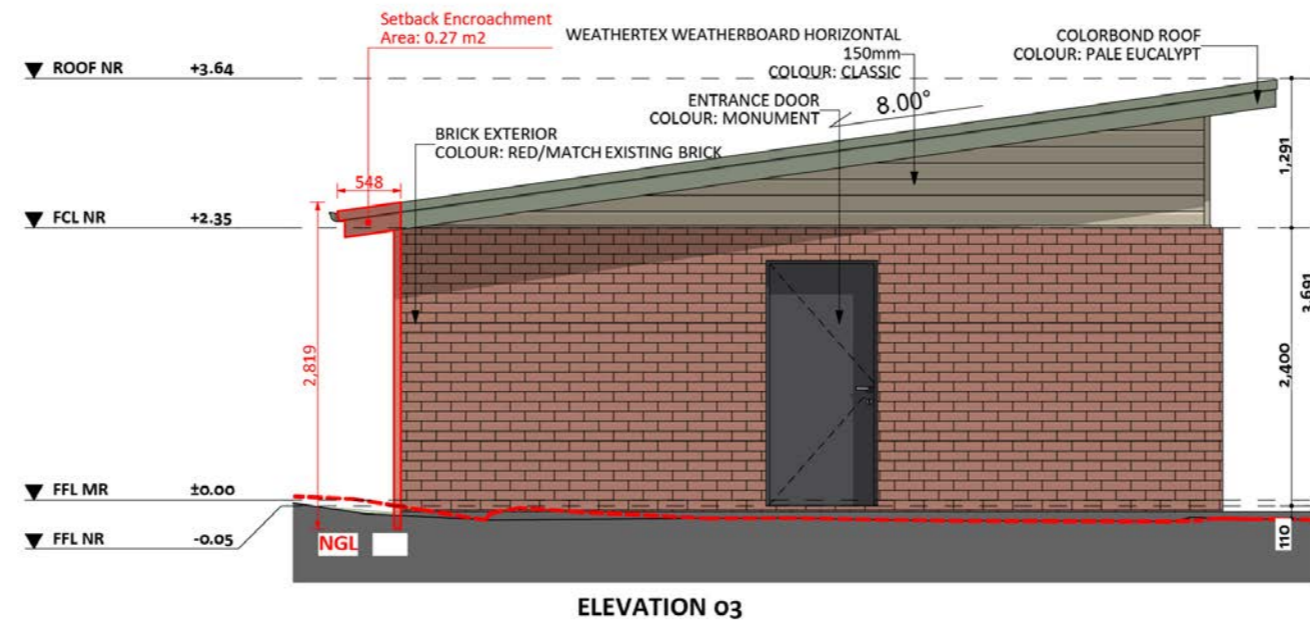 Setback Encroachment
Area: 0.27 m2
WEATHERTEX WEATHERBOARD HORIZONTAL
150mm
COLOUR: CLASSIC
COLORBOND ROOF
COLOUR: PALE EUCALYPT
ROOF NR +3.64
ENTRANCE DOOR
COLOUR: MONUMENT
8.00°
BRICK EXTERIOR
COLOUR: RED/MATCH EXISTING BRICK
548
1,291
FCL NR +2.35
2,819
3,691
2,400
FFL MR ±0.00
FFL NR -0.05
NGL
110
ELEVATION 03